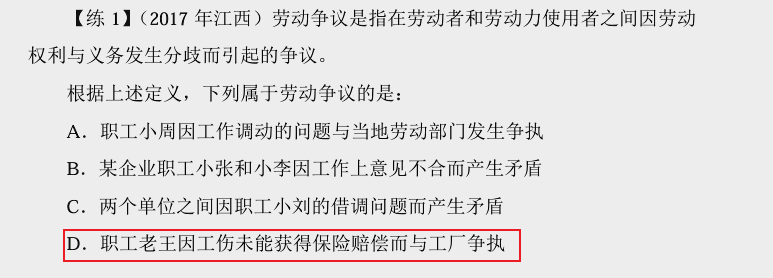 【练 1】（2017 年江西）劳动争议是指在劳动者和劳动力使用者之间因劳动
权利与义务发生分歧而引起的争议。
根据上述定义，下列属于劳动争议的是：
A．职工小周因工作调动的问题与当地劳动部门发生争执
B．某企业职工小张和小李因工作上意见不合而产生矛盾
C．两个单位之间因职工小刘的借调问题而产生矛盾
D．职工老王因工伤未能获得保险赔偿而与工厂争执